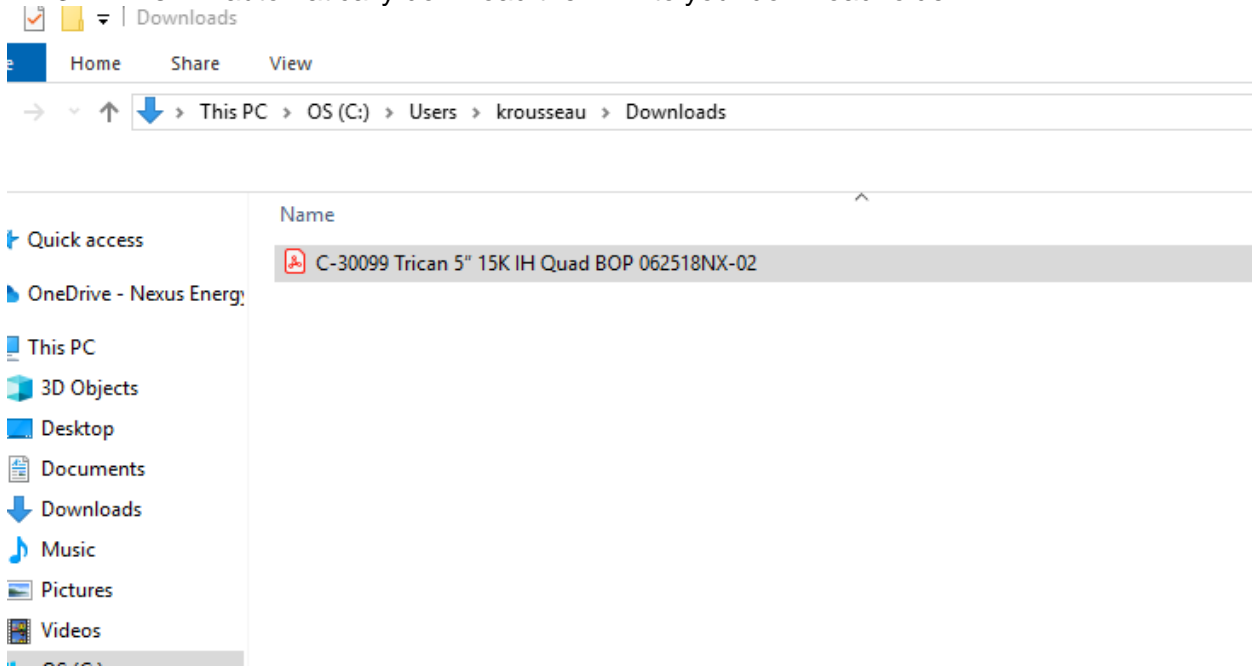 Downloads
Home Share View
This PC > OS (C:) > Users > krousseau > Downloads
Name
Quick access
C-30099 Trican 5" 15K IH Quad BOP 062518NX-02
OneDrive - Nexus Energy
This PC
3D Objects
Desktop
Documents
Downloads
Music
Pictures
Videos